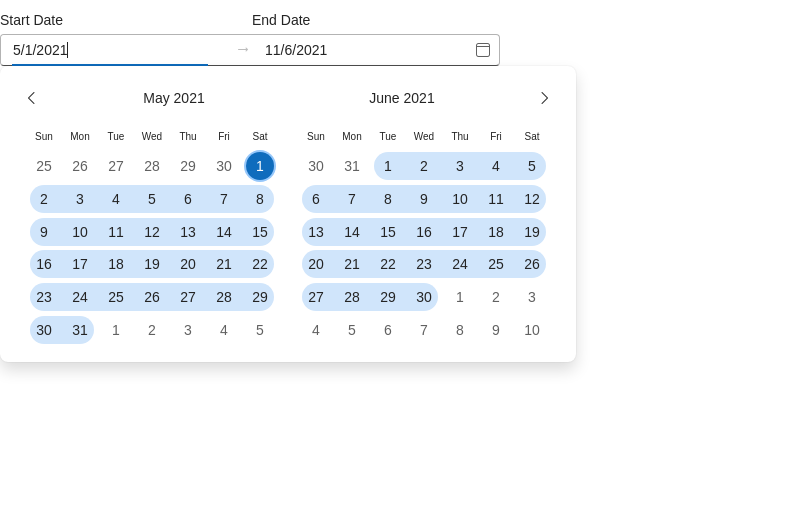 Start Date End Date
5/1/2021 → 11/6/2021
May 2021 June 2021
Sun Mon Tue Wed Thu Fri Sat Sun Mon Tue Wed Thu Fri Sat
25 26 27 28 29 30 1 30 31 1 2 3 4 5
2 3 4 5 6 7 8 6 7 8 9 10 11 12
9 10 11 12 13 14 15 13 14 15 16 17 18 19
16 17 18 19 20 21 22 20 21 22 23 24 25 26
23 24 25 26 27 28 29 27 28 29 30 1 2 3
30 31 1 2 3 4 5 4 5 6 7 8 9 10